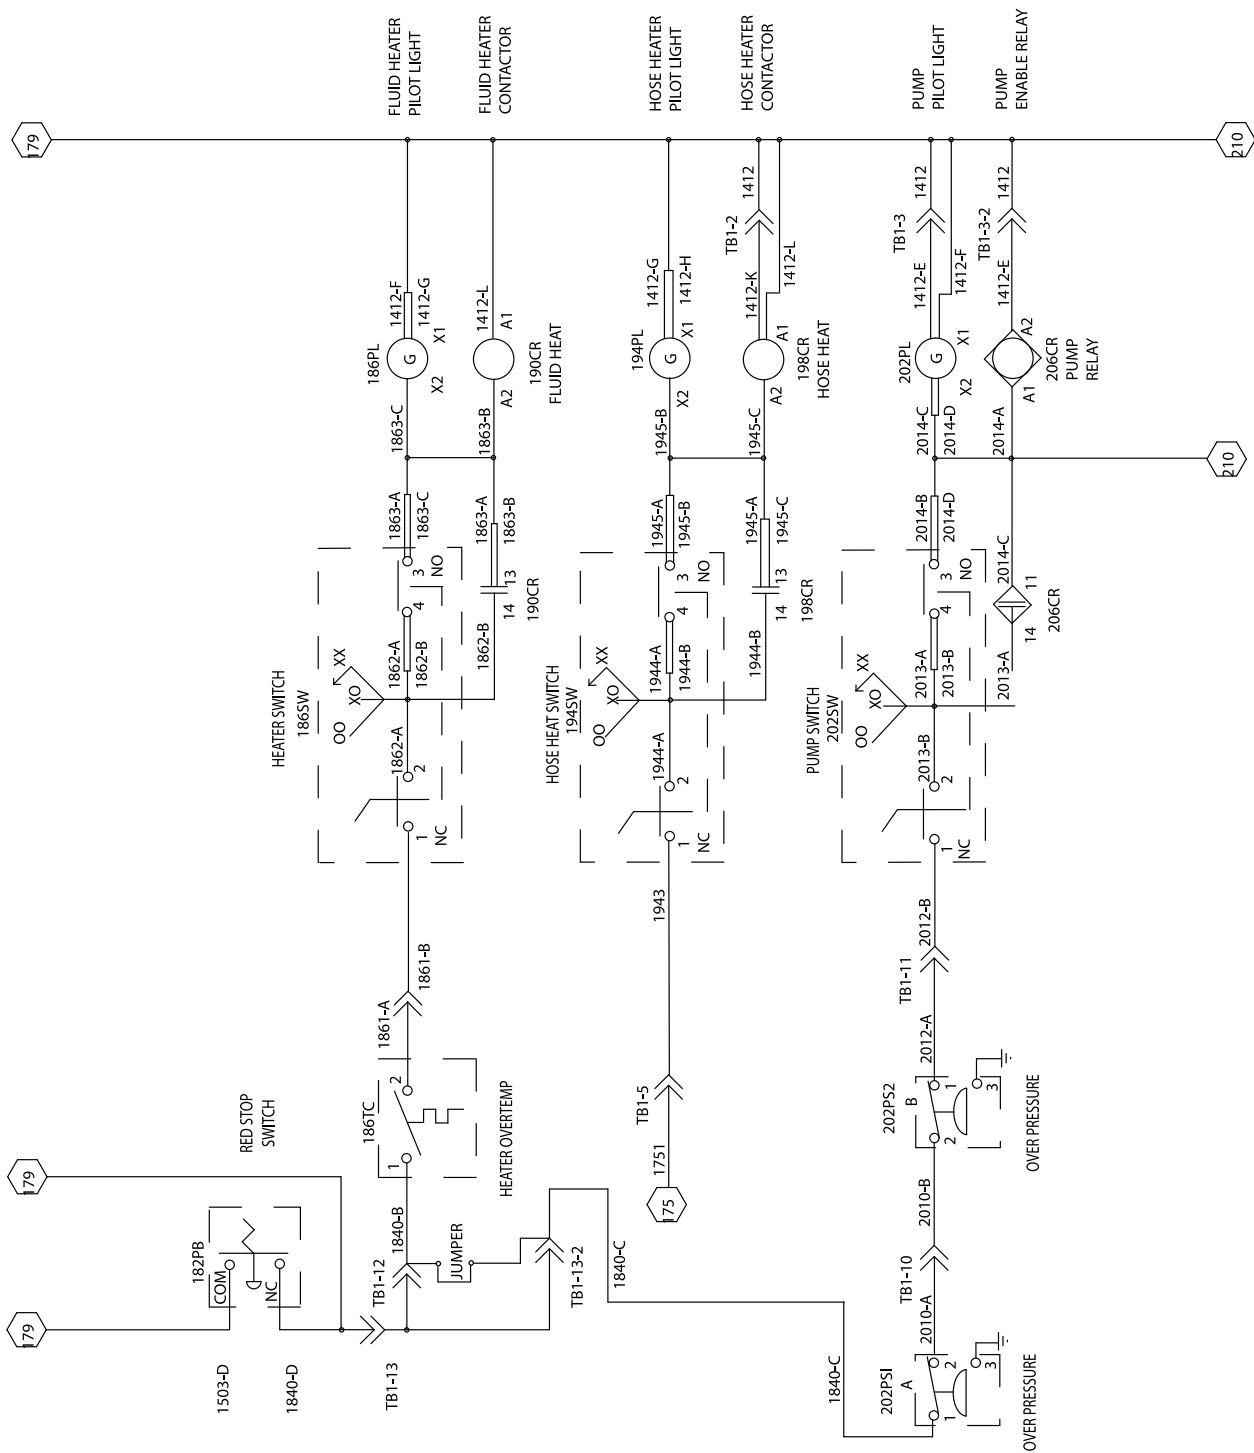 179
FLUID HEATER
PILOT LIGHT
FLUID HEATER
CONTACTOR
HOSE HEATER
PILOT LIGHT
HOSE HEATER
CONTACTOR
PUMP
PILOT LIGHT
PUMP
ENABLE RELAY
210
179
179
1503-D
1840-D
182PB
COM
NC
RED STOP
SWITCH
TB1-13
TB1-12
1840-B
JUMPER
TB1-13-2
1840-C
186TC
1
2
HEATER OVERTEMP
1861-A
1861-B
HEATER SWITCH
186SW
1
NC
2
1862-A
OO
XO
XX
1862-A
1862-B
4
3
NO
1863-A
1863-C
1863-C
186PL
G
X2
X1
1412-F
1412-G
1862-B
14
13
190CR
1863-A
1863-B
1863-B
A2
A1
190CR
FLUID HEAT
1412-L
175
1751
TB1-5
1943
HOSE HEAT SWITCH
194SW
1
NC
2
1944-A
OO
XO
XX
1944-A
1944-B
4
3
NO
1945-A
1945-B
1945-B
194PL
G
X2
X1
1412-G
1412-H
1944-B
14
13
198CR
1945-A
1945-C
1945-C
A2
A1
198CR
HOSE HEAT
1412-K
1412-L
TB1-2
1412
1840-C
202PSI
A
1
2
3
OVER PRESSURE
2010-A
TB1-10
2010-B
202PS2
B
2
1
3
OVER PRESSURE
2012-A
TB1-11
2012-B
PUMP SWITCH
202SW
1
NC
2
2013-B
OO
XO
XX
2013-A
2013-B
4
3
NO
2014-B
2014-D
2014-C
2014-D
202PL
G
X2
X1
1412-E
1412-F
TB1-3
1412
2013-A
14
11
206CR
2014-C
2014-A
A1
A2
206CR
PUMP
RELAY
1412-E
TB1-3-2
1412
210